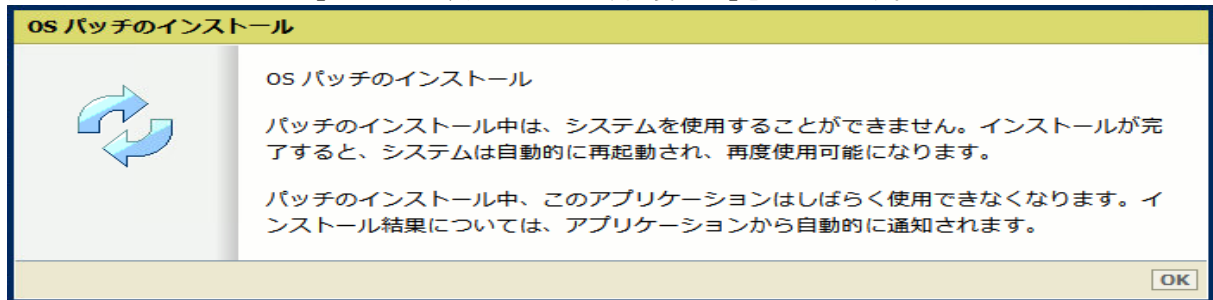 OS パッチのインストール
OS パッチのインストール
パッチのインストール中は、システムを使用することができません。インストールが完
了すると、システムは自動的に再起動され、再度使用可能になります。
パッチのインストール中、このアプリケーションはしばらく使用できなくなります。イ
ンストール結果については、アプリケーションから自動的に通知されます。
OK